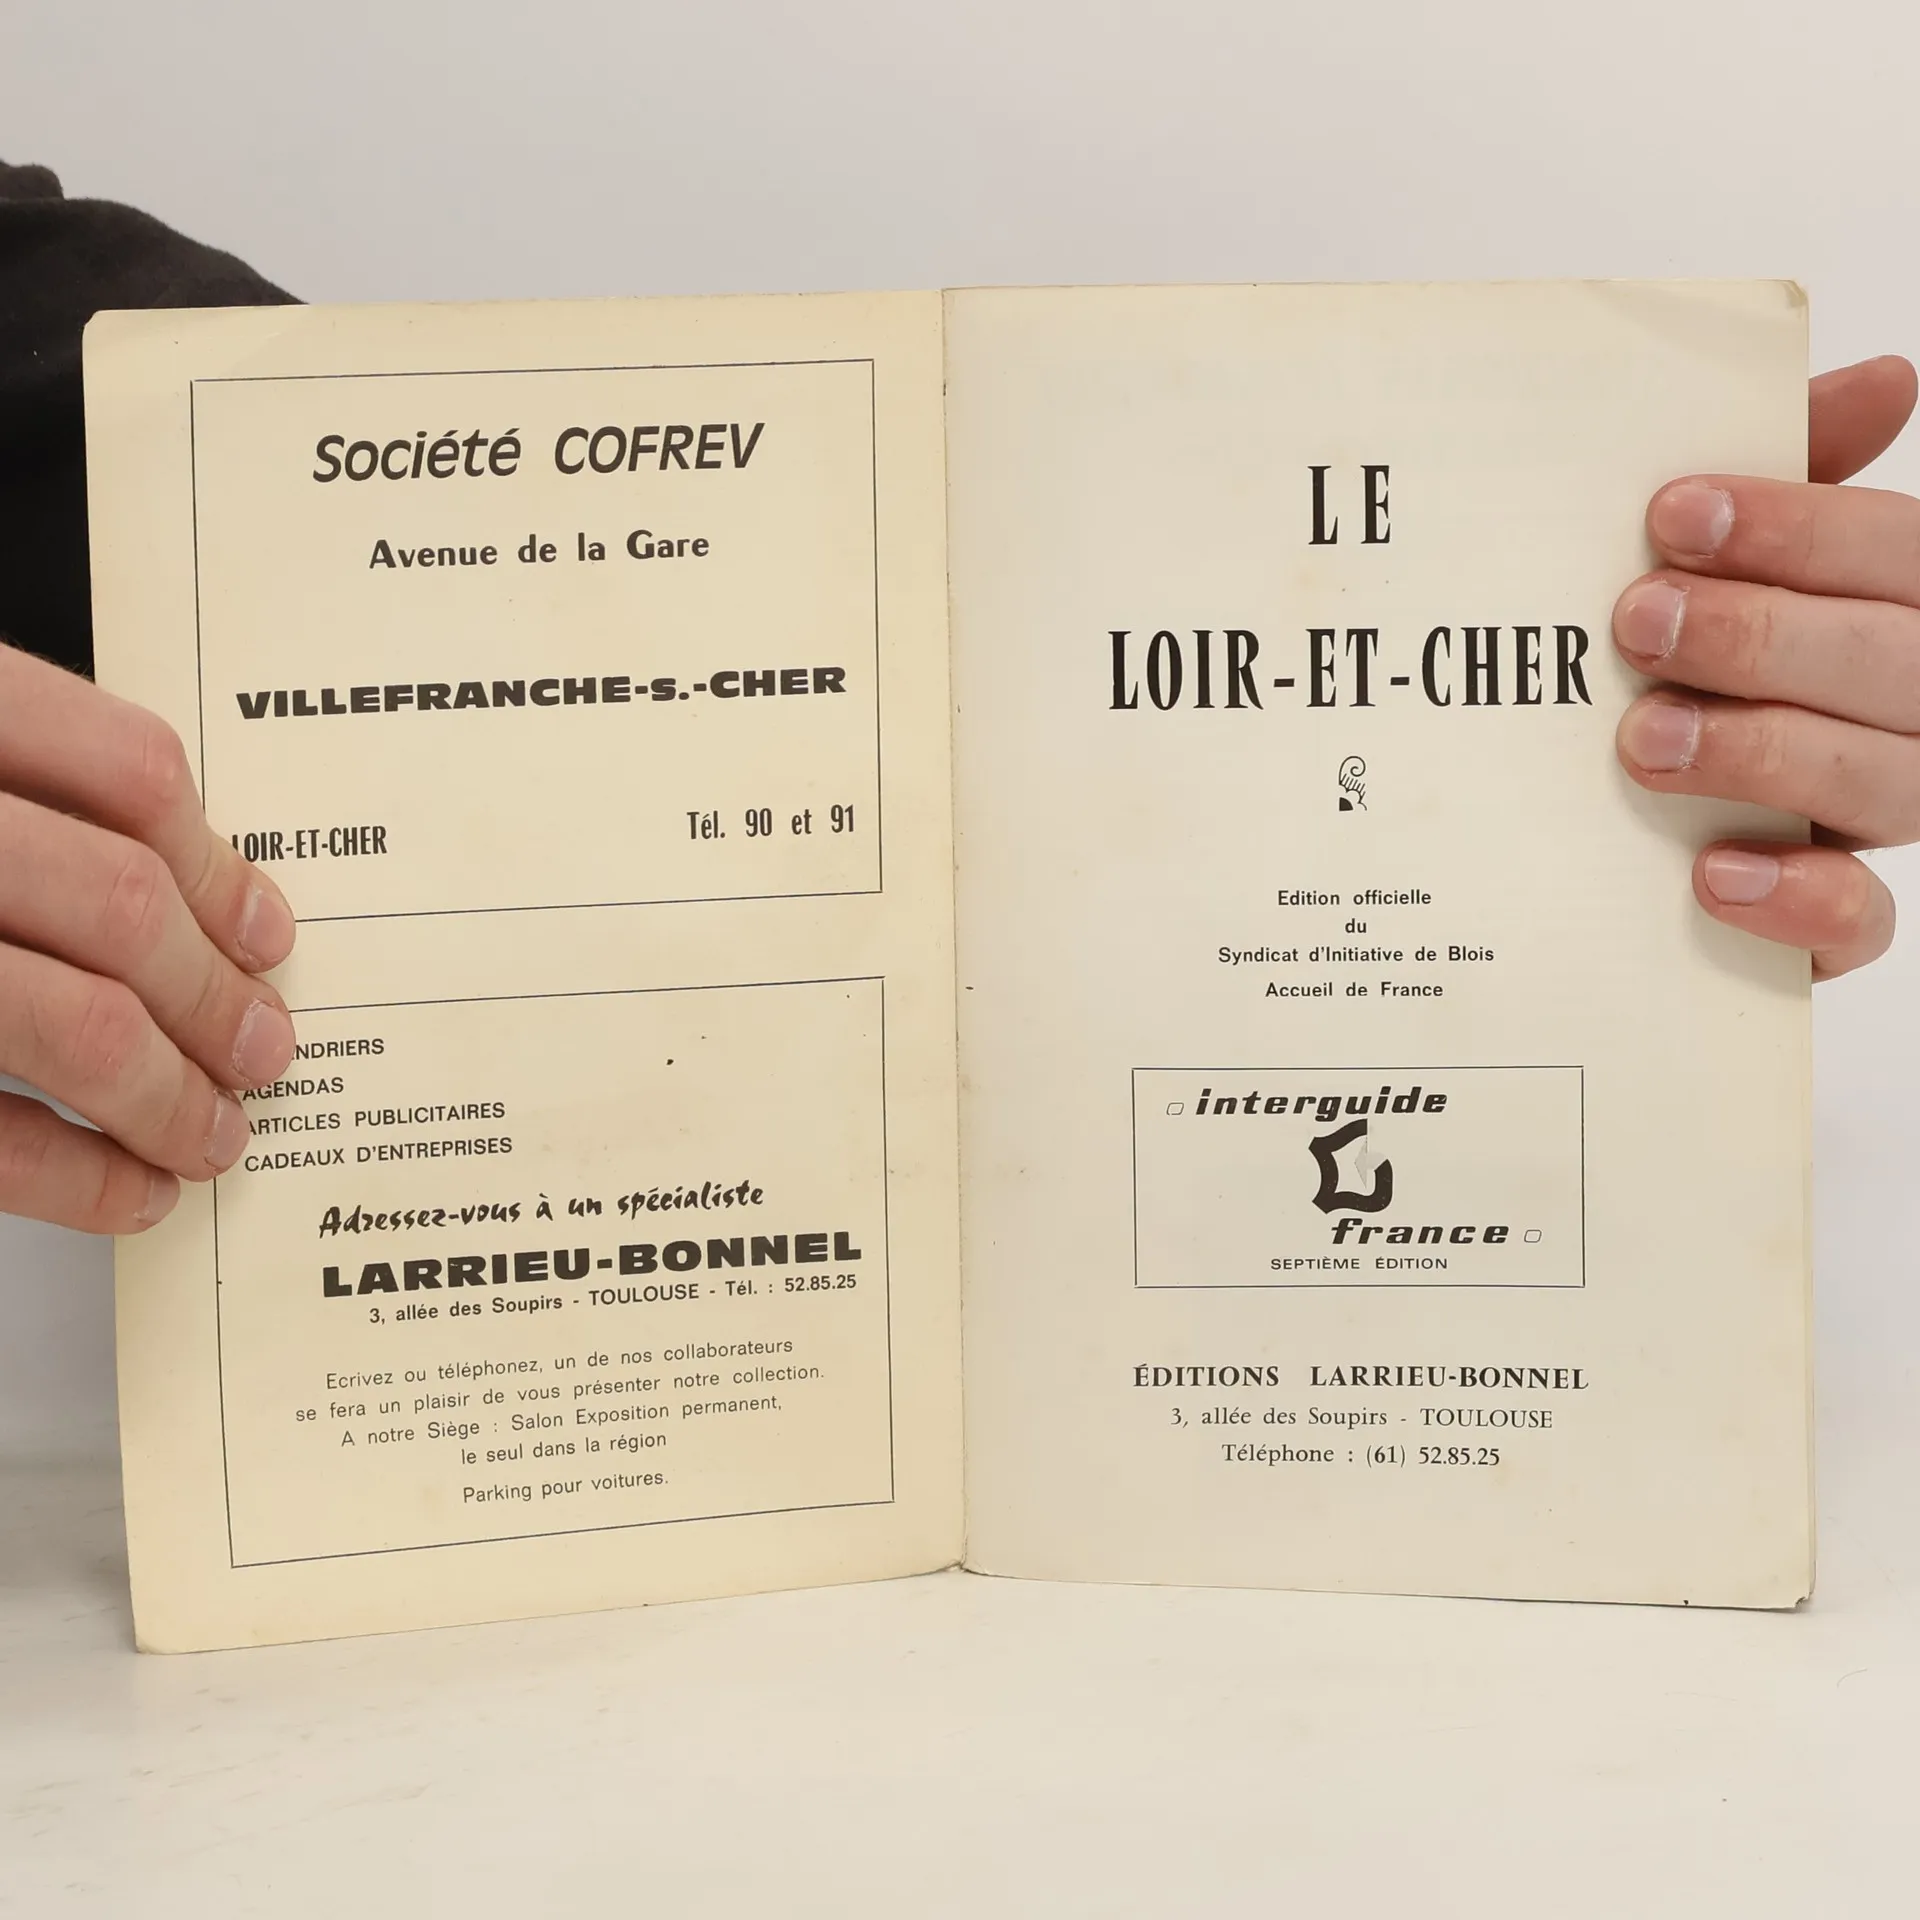 Société COFREV
Avenue de la Gare
VILLEFRANCHE-s.-CHER
LOIR-ET-CHER
Tél. 90 et 91
AGENDAS
ARTICLES PUBLICITAIRES
CADEAUX D'ENTREPRISES
Adressez-vous à un spécialiste
LARRIEU-BONNEL
3, allée des Soupirs - TOULOUSE - Tél. : 52.85.25
Ecrivez ou téléphonez, un de nos collaborateurs
se fera un plaisir de vous présenter notre collection.
A notre Siège : Salon Exposition permanent,
le seul dans la région
Parking pour voitures.
LE
LOIR-ET-CHER
Edition officielle
du
Syndicat d'Initiative de Blois
Accueil de France
interguide
france
SEPTIÈME ÉDITION
ÉDITIONS LARRIEU-BONNEL
3, allée des Soupirs - TOULOUSE
Téléphone : (61) 52.85.25